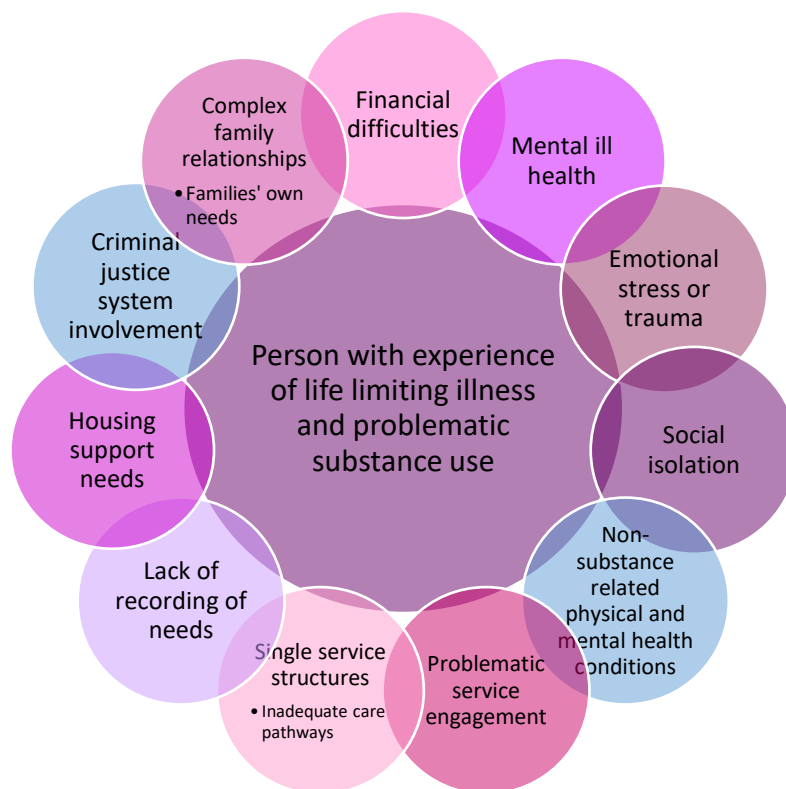 Financial
difficulties
Mental ill
health
Emotional
stress or
trauma
Social
isolation
Non-
substance
related
physical and
mental health
conditions
Problematic
service
engagement
Single service
structures
• Inadequate care
pathways
Lack of
recording of
needs
Housing
support
needs
Criminal
justice
system
involvement
Complex
family
relationships
• Families' own
needs
Person with experience
of life limiting illness
and problematic
substance use